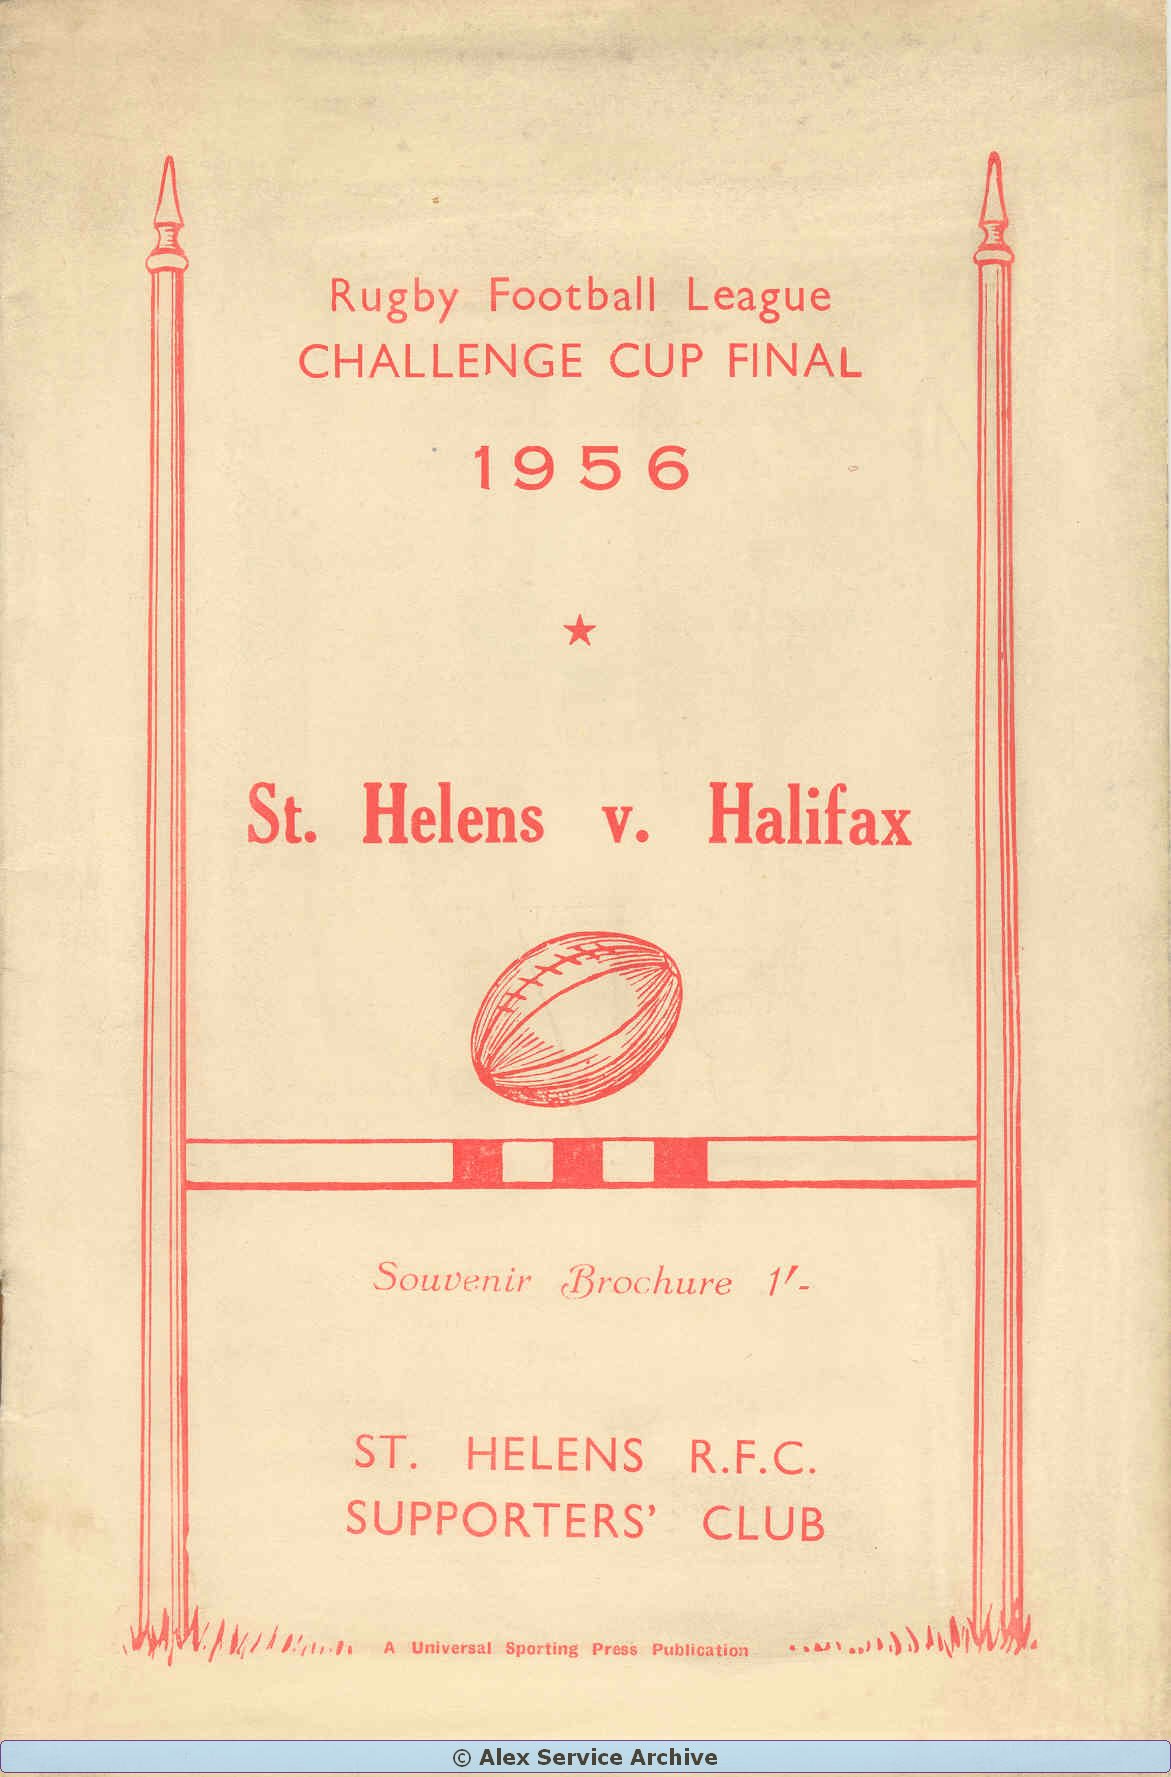 Rugby Football League
CHALLENGE CUP FINAL
1956
St. Helens v. Halifax
Souvenir Brochure 1/-
ST. HELENS R.F.C.
SUPPORTERS' CLUB
A Universal Sporting Press Publication
© Alex Service Archive